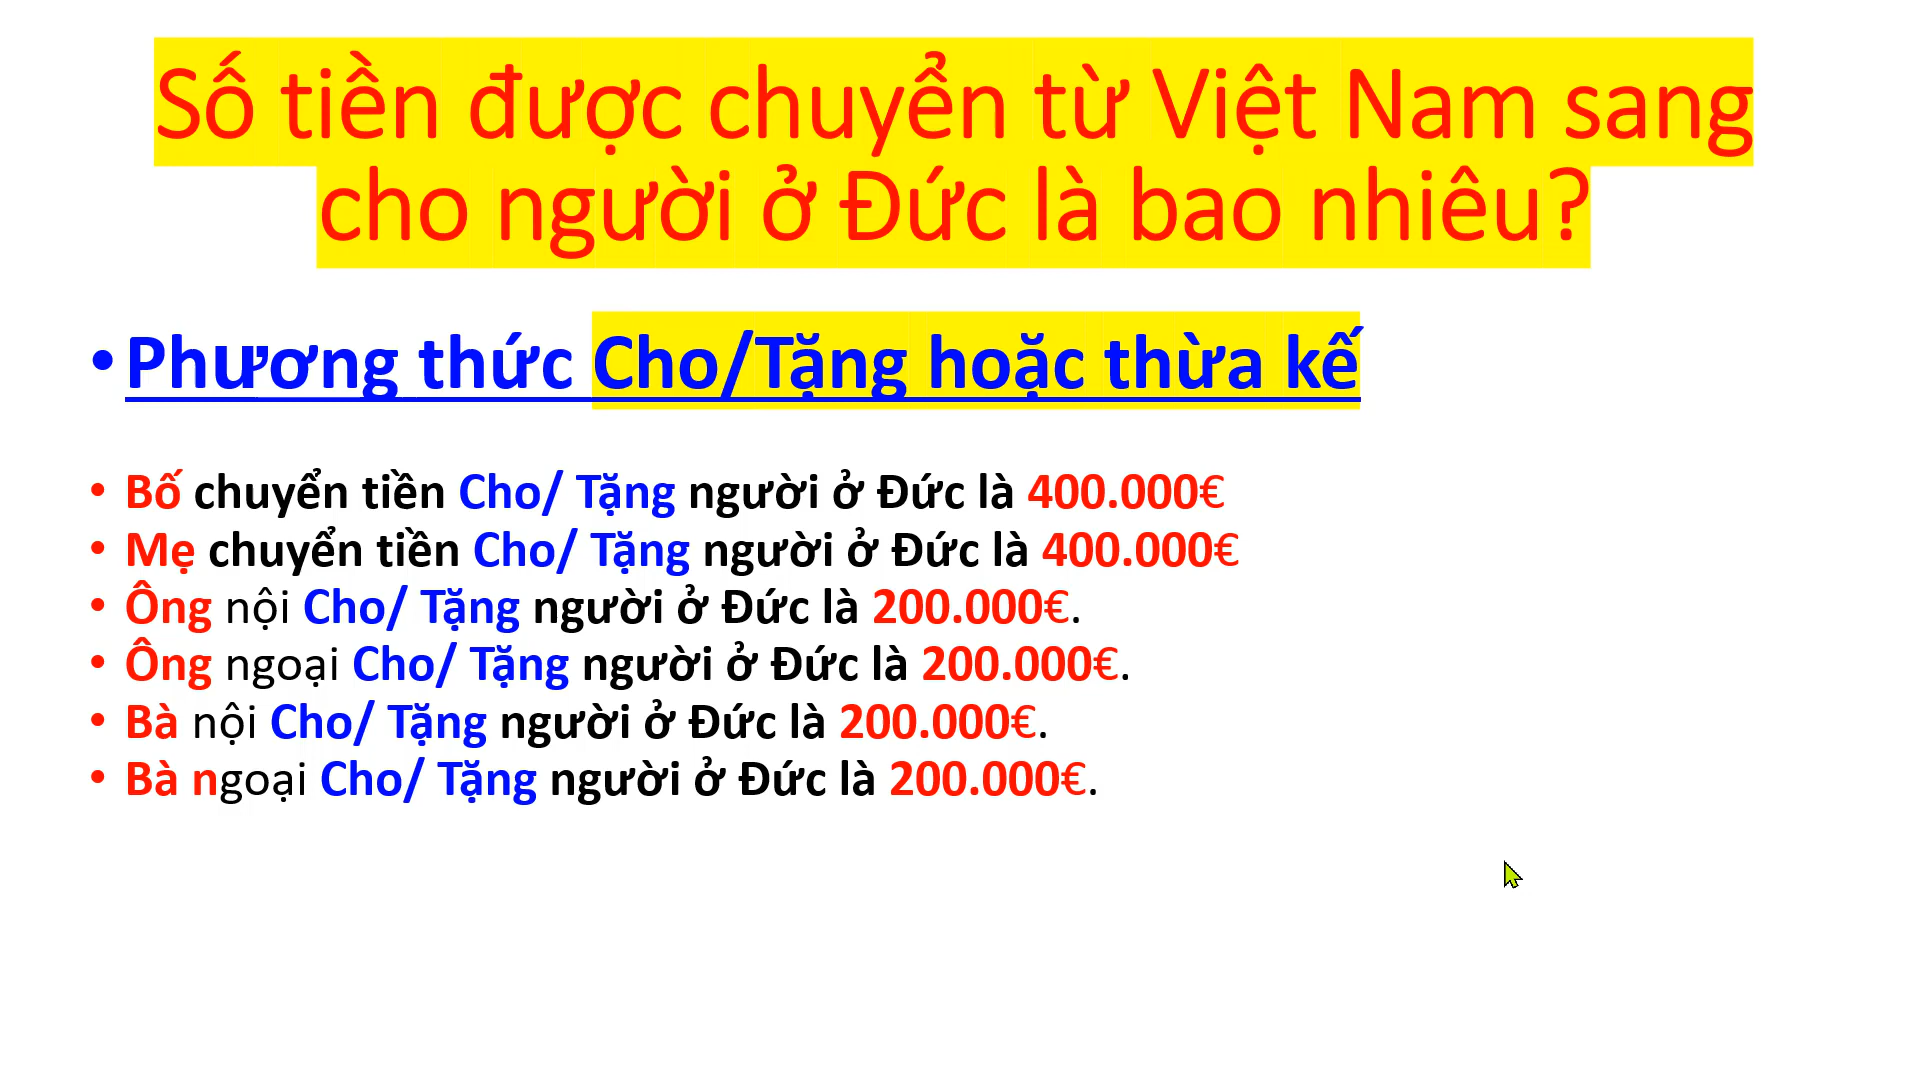 Số tiền được chuyển từ Việt Nam sang
cho người ở Đức là bao nhiêu?
• Phương thức Cho/Tặng hoặc thừa kế
• Bố chuyển tiền Cho/ Tặng người ở Đức là 400.000€
• Mẹ chuyển tiền Cho/ Tặng người ở Đức là 400.000€
• Ông nội Cho/ Tặng người ở Đức là 200.000€.
• Ông ngoại Cho/ Tặng người ở Đức là 200.000€.
• Bà nội Cho/ Tặng người ở Đức là 200.000€.
• Bà ngoại Cho/ Tặng người ở Đức là 200.000€.